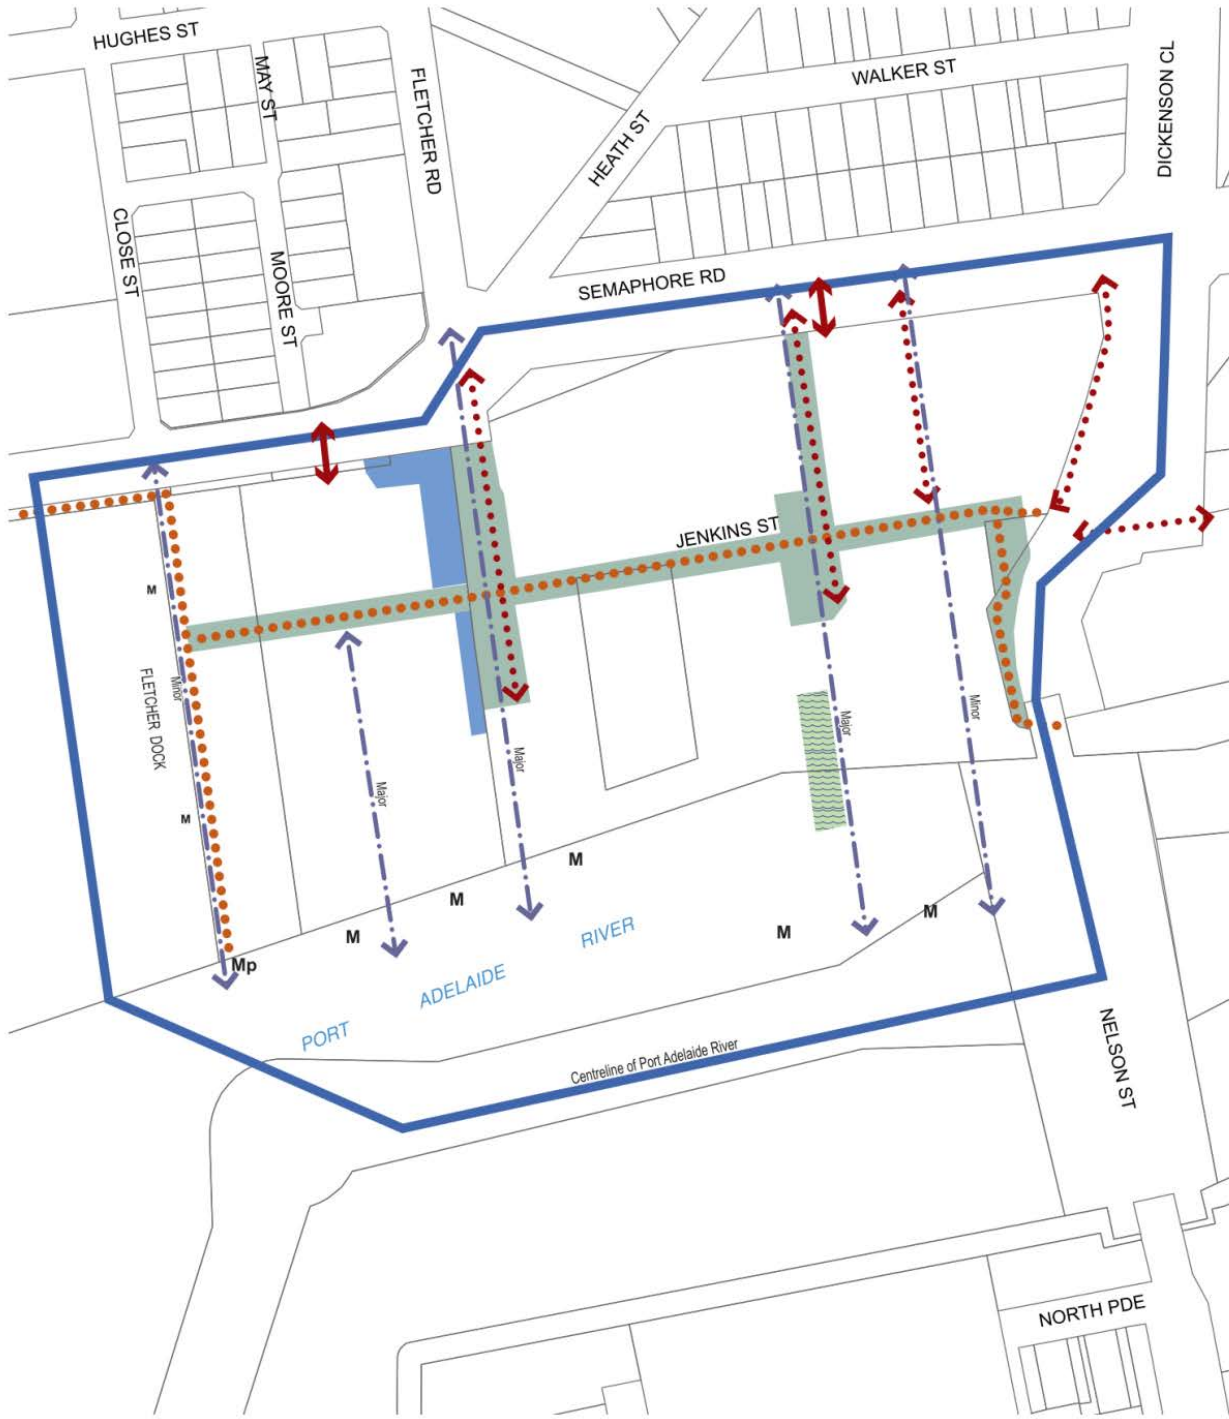 HUGHES ST
MAY ST
FLETCHER RD
HEATH ST
WALKER ST
DICKENSON CL
CLOSE ST
MOORE ST
SEMAPHORE RD
JENKINS ST
M
FLETCHER DOCK
Minor
Major
Major
Major
Minor
M
M
M
M
M
M
Mp
PORT ADELAIDE RIVER
Centreline of Port Adelaide River
NELSON ST
NORTH PDE